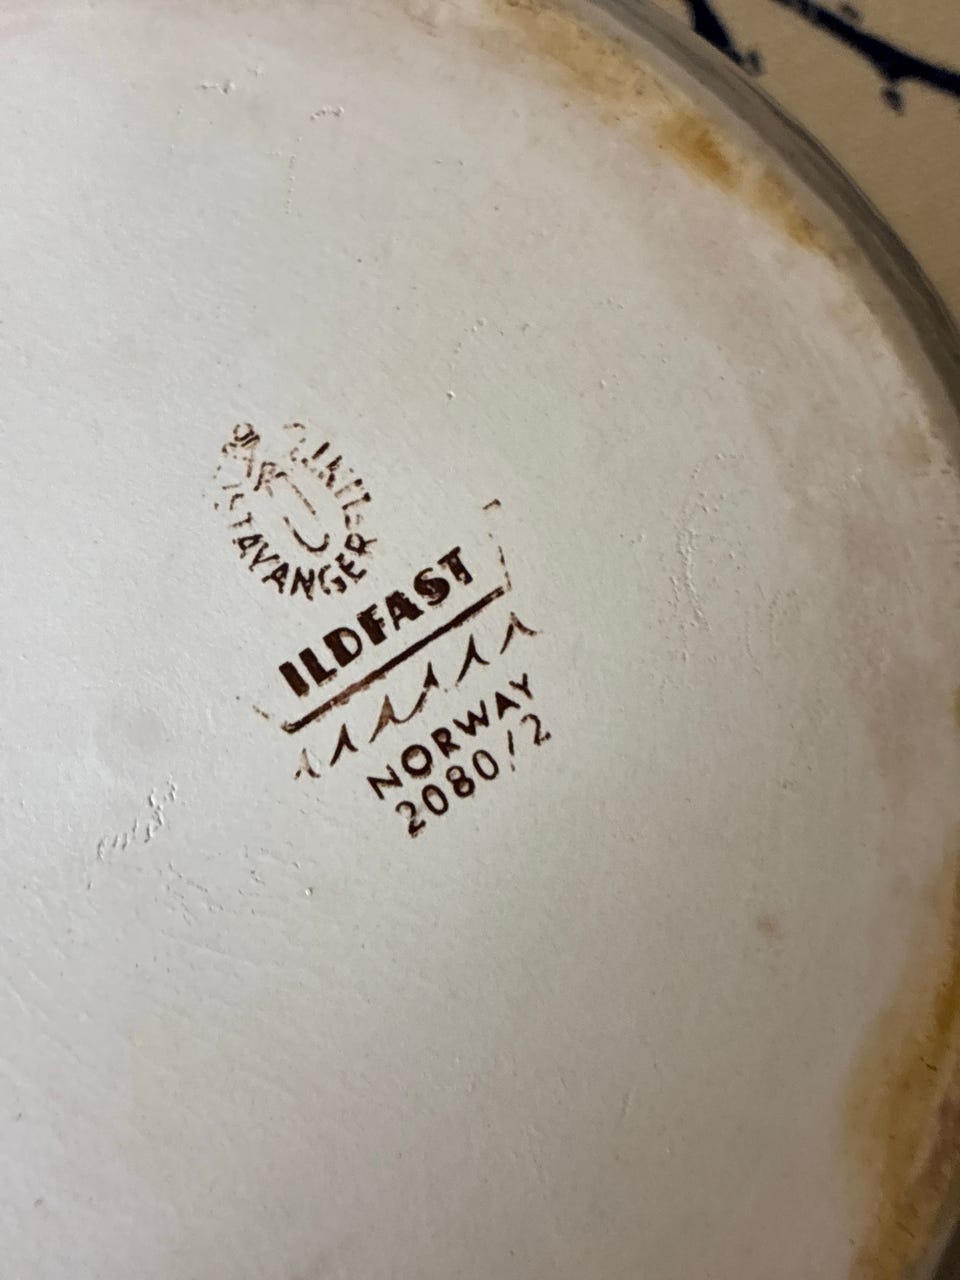 STAVANGER
ILDFAST
NORWAY
2080/2